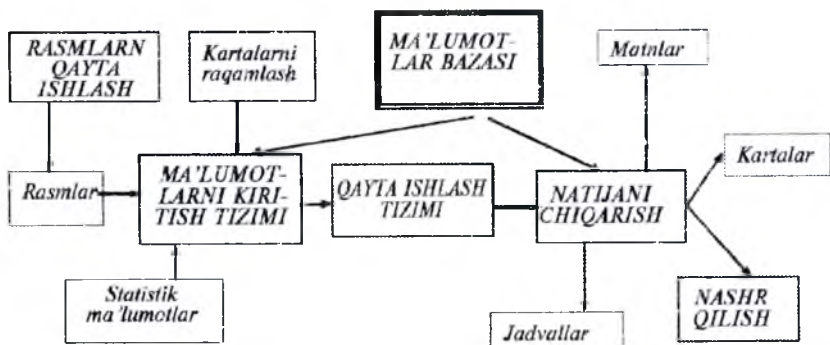 RASMLARN
QAYTA
ISHLASH
Kartalarni
raqamlash
MA'LUMOT-
LAR BAZASI
Matnlar
Kartalar
Rasmlar
MA'LUMOT-
LARNI KIRI-
TISH TIZIMI
QAYTA ISHLASH
TIZIMI
NATIJANI
CHIQARISH
Statistik
ma'lumotlar
Jadvallar
NASHR
QILISH